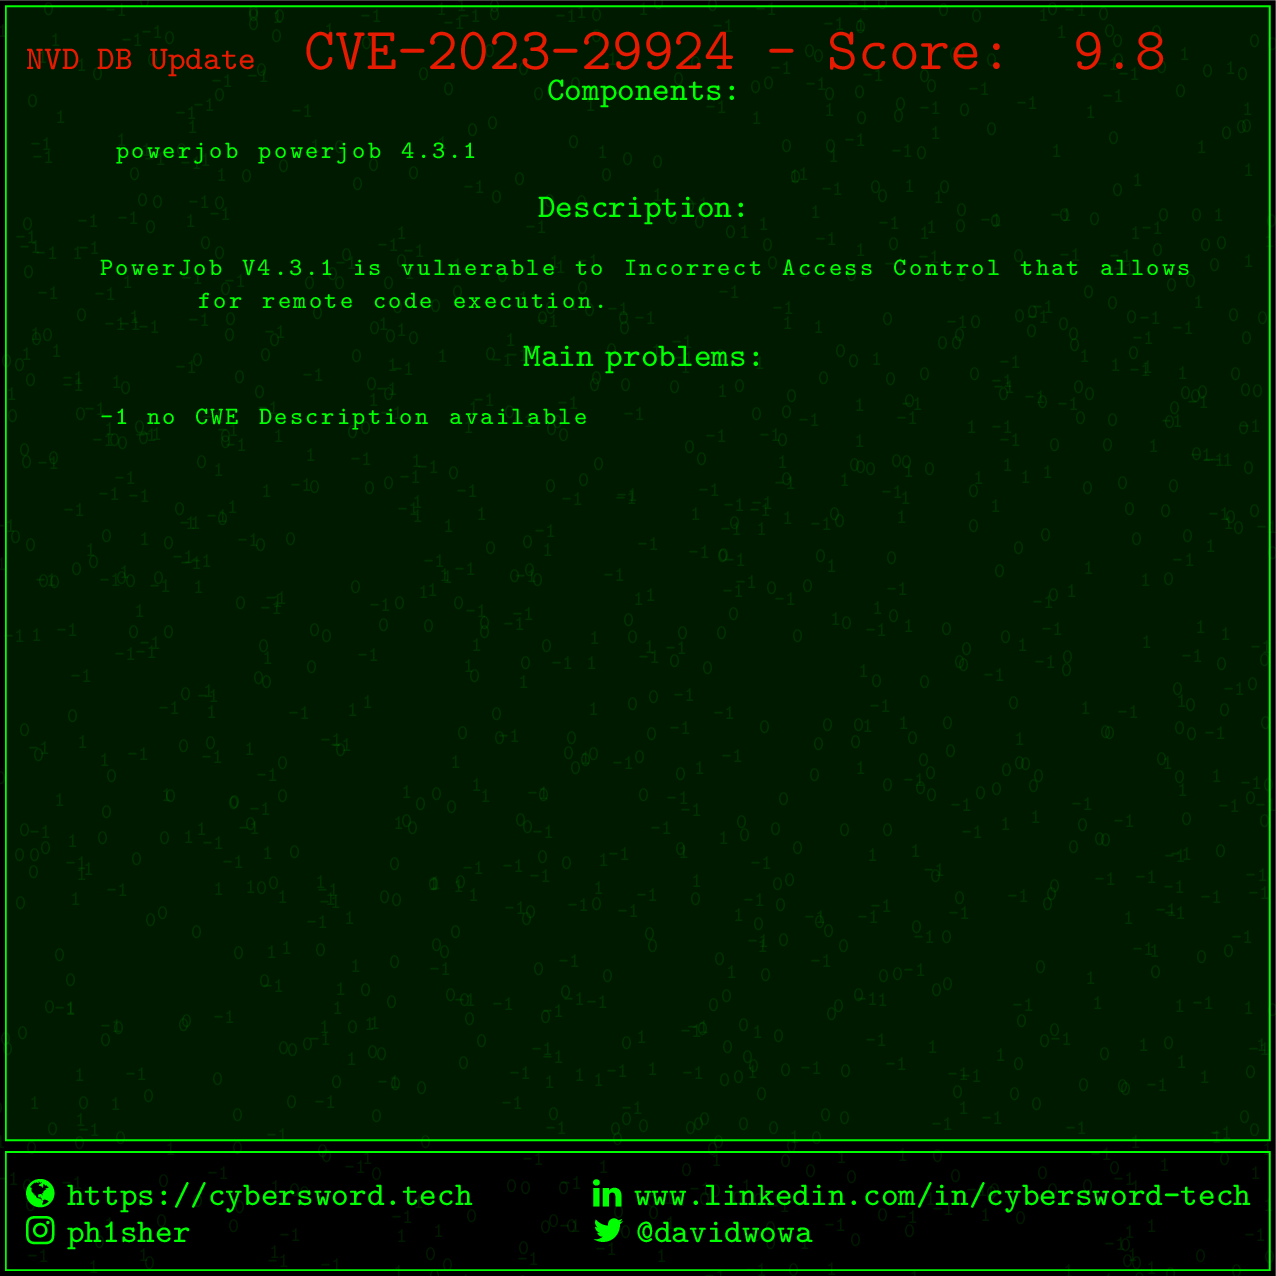 NVD DB Update CVE-2023-29924 - Score: 9.8
Components:
powerjob powerjob 4.3.1
Description:
PowerJob V4.3.1 is vulnerable to Incorrect Access Control that allows
for remote code execution.
Main problems:
-1 no CWE Description available
https://cybersword.tech
www.linkedin.com/in/cybersword-tech
ph1sher
@davidwowa